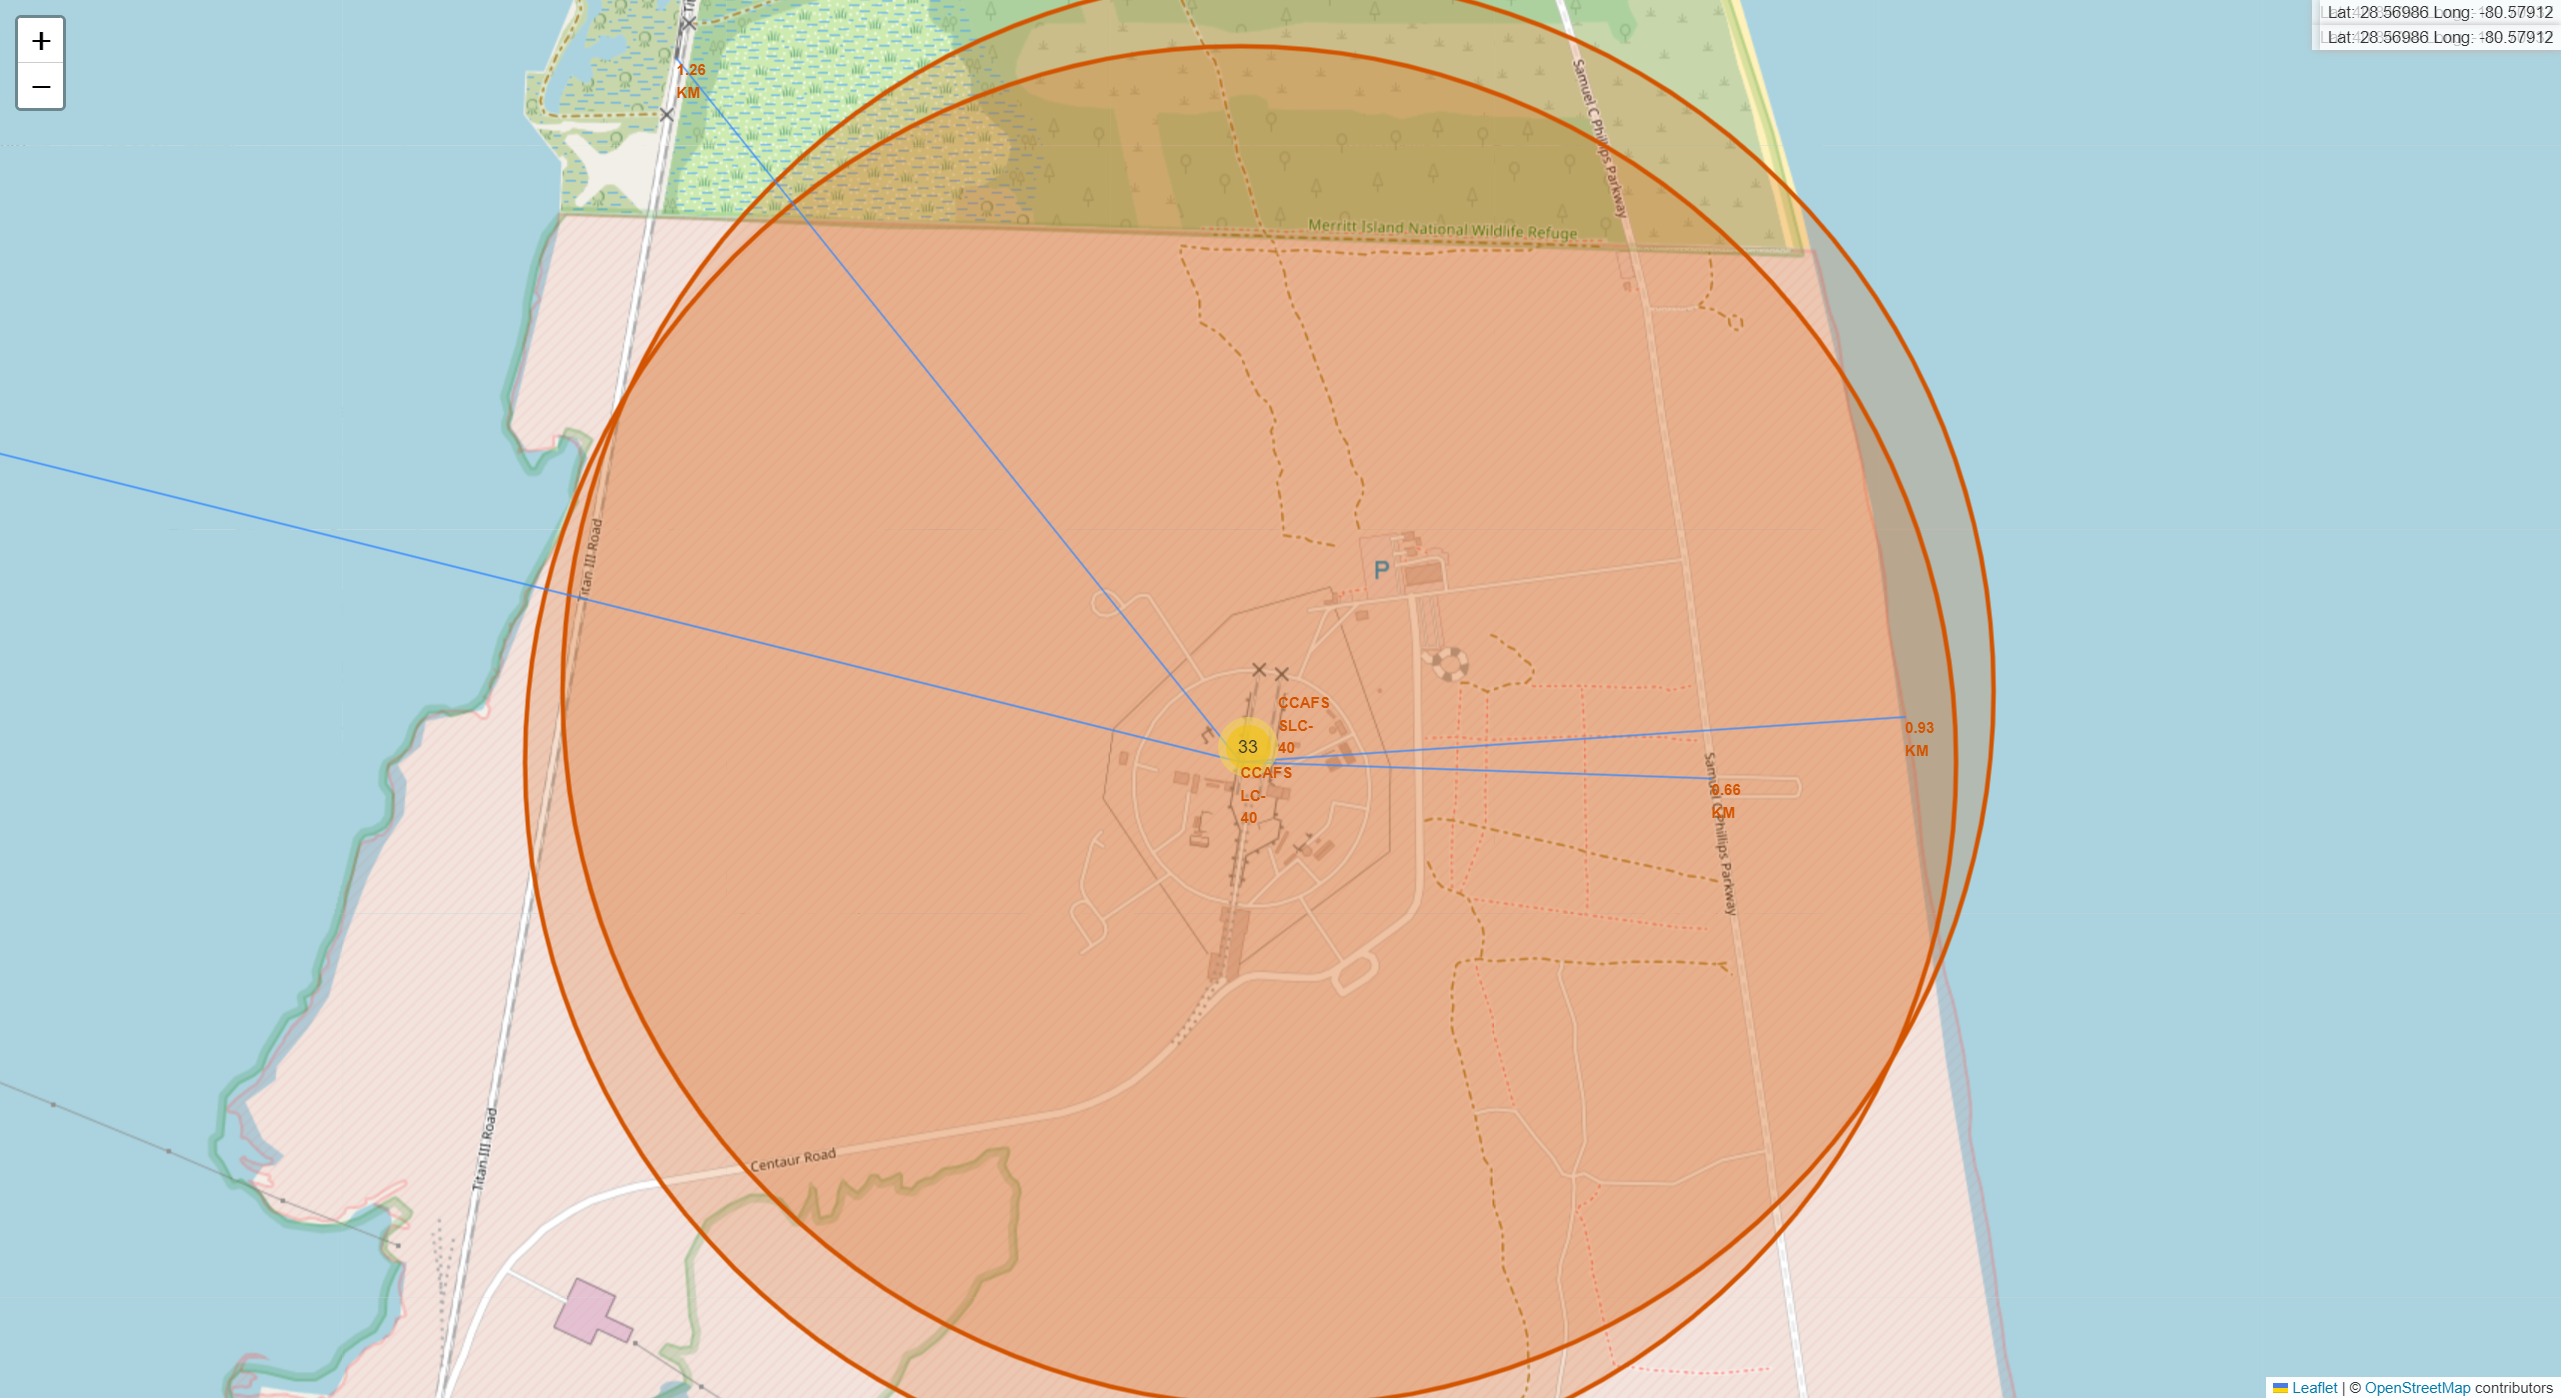 +
−
Lat: 28.56986 Long: -80.57912
Lat: 28.56986 Long: -80.57912
1.26
KM
Samuel C Phillips Parkway
Merritt Island National Wildlife Refuge
Titan III Road
P
CCAFS
SLC-
40
33
CCAFS
LC-
40
0.93
KM
0.66
KM
Samuel C Phillips Parkway
Centaur Road
Titan III Road
Leaflet | © OpenStreetMap contributors